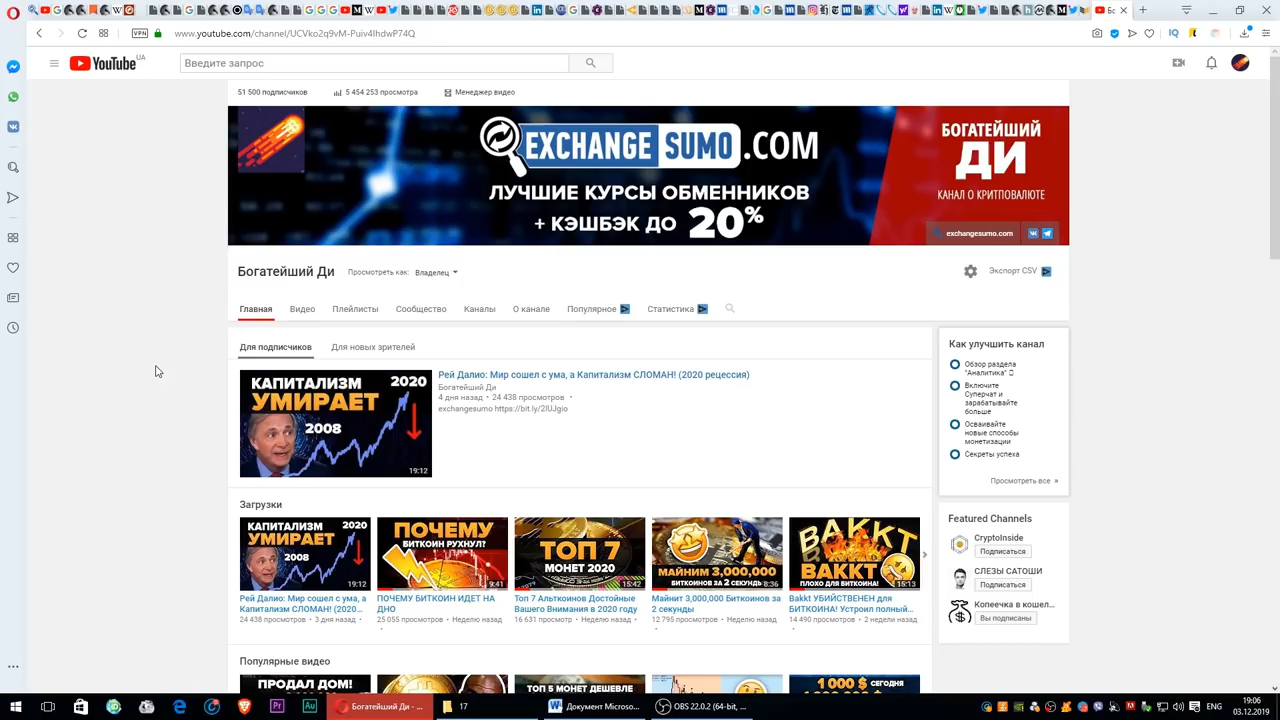 VPN
www.youtube.com/channel/UCVko2q9vM-Puiv4IhdwP74Q
YouTube UA
Введите запрос
51 500 подписчиков
5 454 253 просмотра
Менеджер видео
EXCHANGE SUMO.COM
ЛУЧШИЕ КУРСЫ ОБМЕННИКОВ
+ КЭШБЭК ДО 20%
БОГАТЕЙШИЙ
ДИ
КАНАЛ О КРИПТОВАЛЮТЕ
exchangesumo.com
Богатейший Ди
Просмотреть как: Владелец
Экспорт CSV
Главная
Видео
Плейлисты
Сообщество
Каналы
О канале
Популярное
Статистика
Для подписчиков
Для новых зрителей
КАПИТАЛИЗМ 2020
УМИРАЕТ
2008
19:12
Рей Далио: Мир сошел с ума, а Капитализм СЛОМАН! (2020 рецессия)
Богатейший Ди
4 дня назад • 24 438 просмотров •
exchangesumo https://bit.ly/2IUJgio
Как улучшить канал
Обзор раздела
"Аналитика"
Включите
Суперчат и
зарабатывайте
больше
Осваивайте
новые способы
монетизации
Секреты успеха
Просмотреть все »
Загрузки
КАПИТАЛИЗМ 2020
УМИРАЕТ
2008
19:12
Рей Далио: Мир сошел с ума, а
Капитализм СЛОМАН! (2020...
24 438 просмотров • 3 дня назад •
ПОЧЕМУ
БИТКОИН РУХНУЛ?
9:41
ПОЧЕМУ БИТКОИН ИДЕТ НА
ДНО
25 055 просмотров • Неделю назад
•
ТОП 7
МОНЕТ 2020
15:42
Топ 7 Альткоинов Достойные
Вашего Внимания в 2020 году
16 631 просмотр • Неделю назад •
МАЙНИМ 3,000,000
БИТКОИНОВ ЗА 2 СЕКУНДЫ
8:36
Майнит 3,000,000 Биткоинов за
2 секунды
12 795 просмотров • Неделю назад
•
BAKKT
BAKKT
ПЛОХО ДЛЯ БИТКОИНА!
15:13
Bakkt УБИЙСТВЕНЕН для
БИТКОИНА! Устроил полный...
14 490 просмотров • 2 недели назад
•
Featured Channels
CryptoInside
Подписаться
СЛЕЗЫ САТОШИ
Подписаться
Копеечка в кошел...
Вы подписаны
Популярные видео
ПРОДАЛ ДОМ!
ТОП 5 МОНЕТ ДЕШЕВЛЕ
1 000 $ СЕГОДНЯ
Богатейший Ди - ...
17
Документ Microso...
OBS 22.0.2 (64-bit, ...
ENG
19:06
03.12.2019